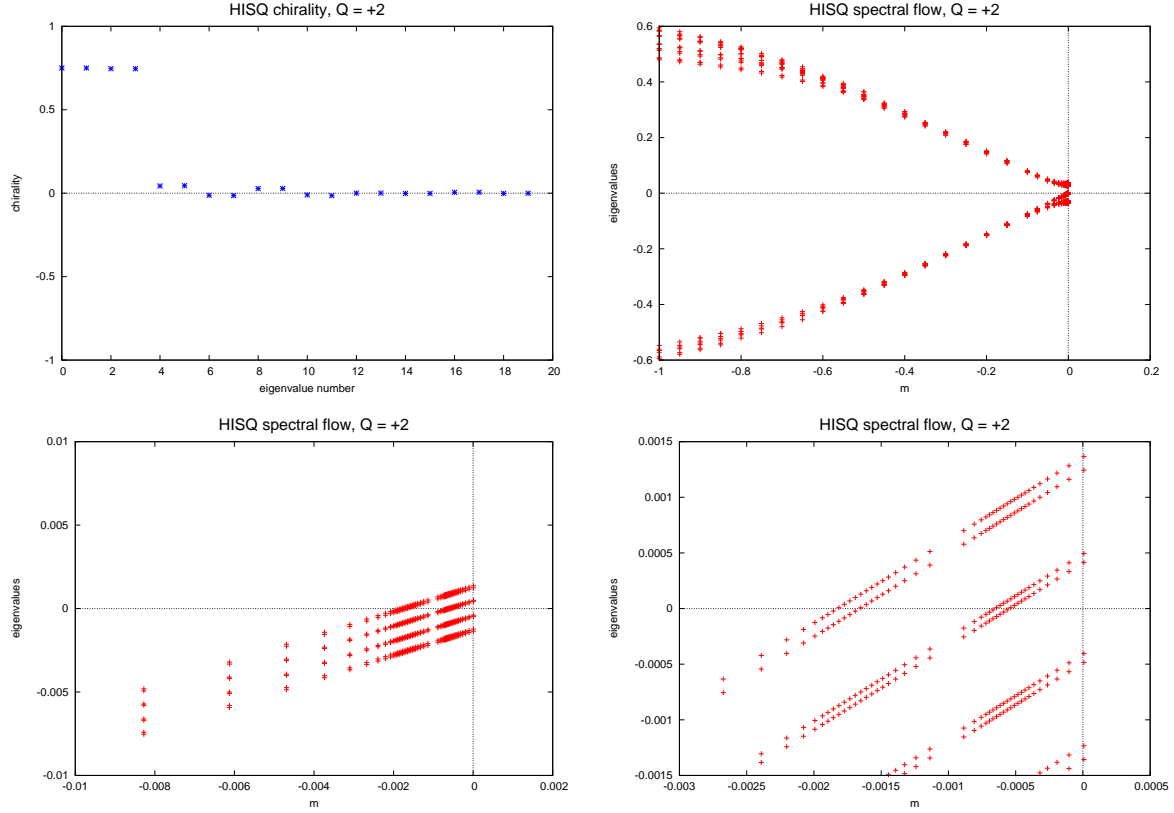 HISQ chirality, Q = +2
1
0.5
0
-0.5
-1
chirality
0 2 4 6 8 10 12 14 16 18 20
eigenvalue number
HISQ spectral flow, Q = +2
0.6
0.4
0.2
0
-0.2
-0.4
-0.6
eigenvalues
-1 -0.8 -0.6 -0.4 -0.2 0 0.2
m
HISQ spectral flow, Q = +2
0.01
0.005
0
-0.005
-0.01
eigenvalues
-0.01 -0.008 -0.006 -0.004 -0.002 0 0.002
m
HISQ spectral flow, Q = +2
0.0015
0.001
0.0005
0
-0.0005
-0.001
-0.0015
eigenvalues
-0.003 -0.0025 -0.002 -0.0015 -0.001 -0.0005 0 0.0005
m